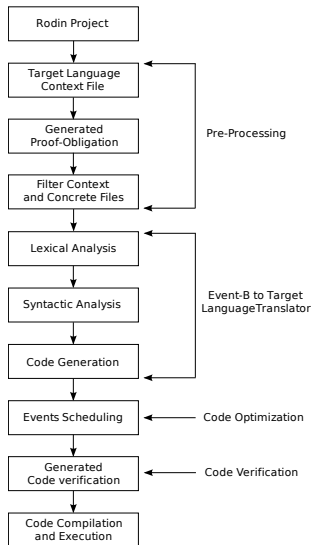 Rodin Project
Target Language
Context File
Generated
Proof-Obligation
Pre-Processing
Filter Context
and Concrete Files
Lexical Analysis
Syntactic Analysis
Event-B to Target
LanguageTranslator
Code Generation
Events Scheduling
Code Optimization
Generated
Code verification
Code Verification
Code Compilation
and Execution